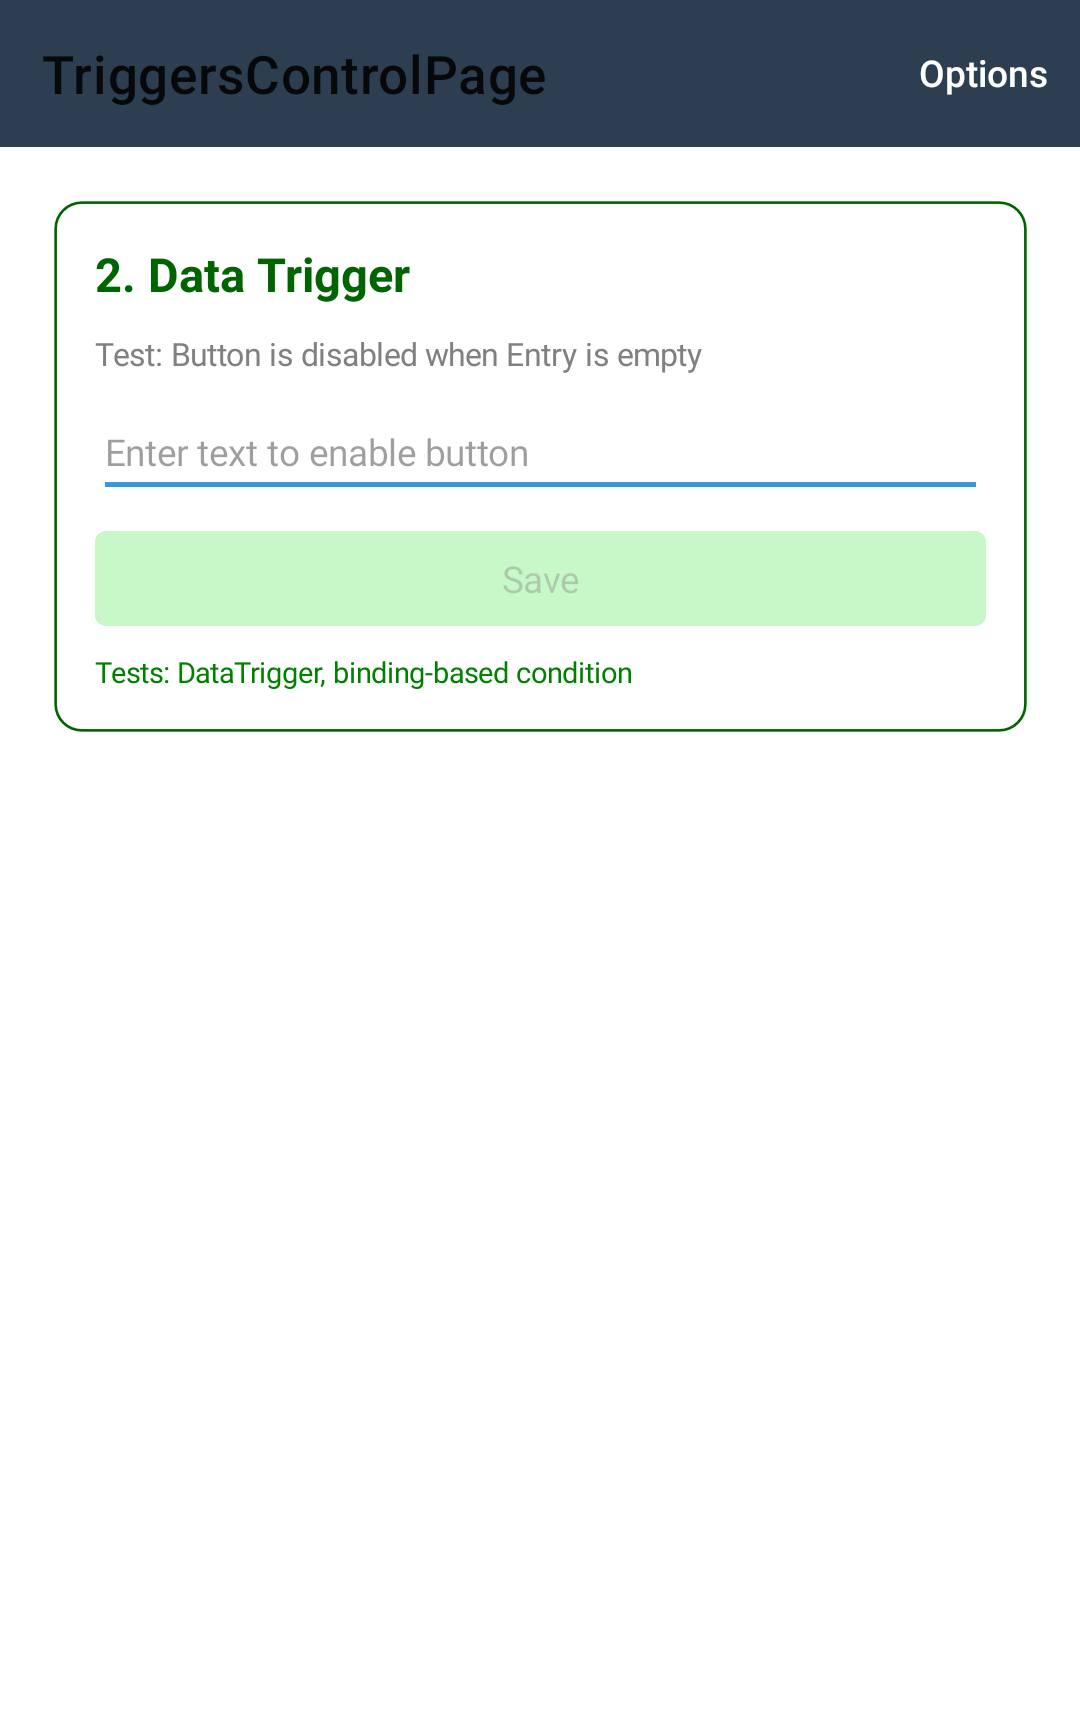 TriggersControlPage
Options
2. Data Trigger
Test: Button is disabled when Entry is empty
Enter text to enable button
Save
Tests: DataTrigger, binding-based condition